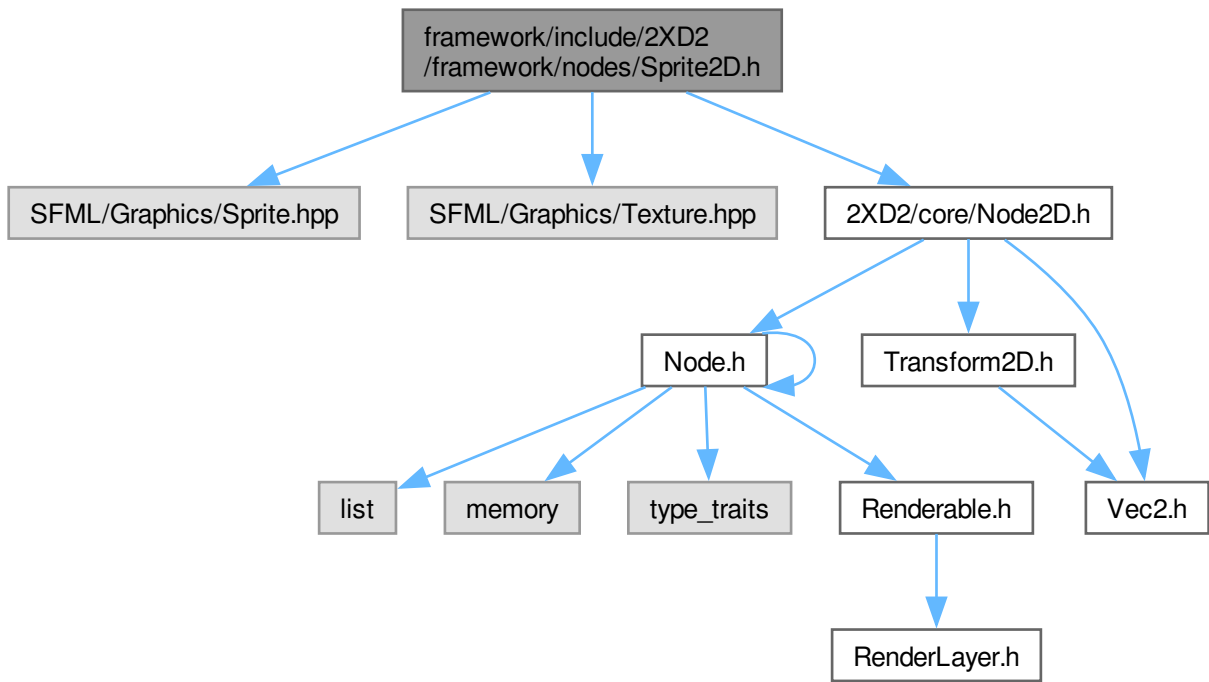 framework/include/2XD2
/framework/nodes/Sprite2D.h
SFML/Graphics/Sprite.hpp
SFML/Graphics/Texture.hpp
2XD2/core/Node2D.h
Node.h
Transform2D.h
list
memory
type_traits
Renderable.h
Vec2.h
RenderLayer.h